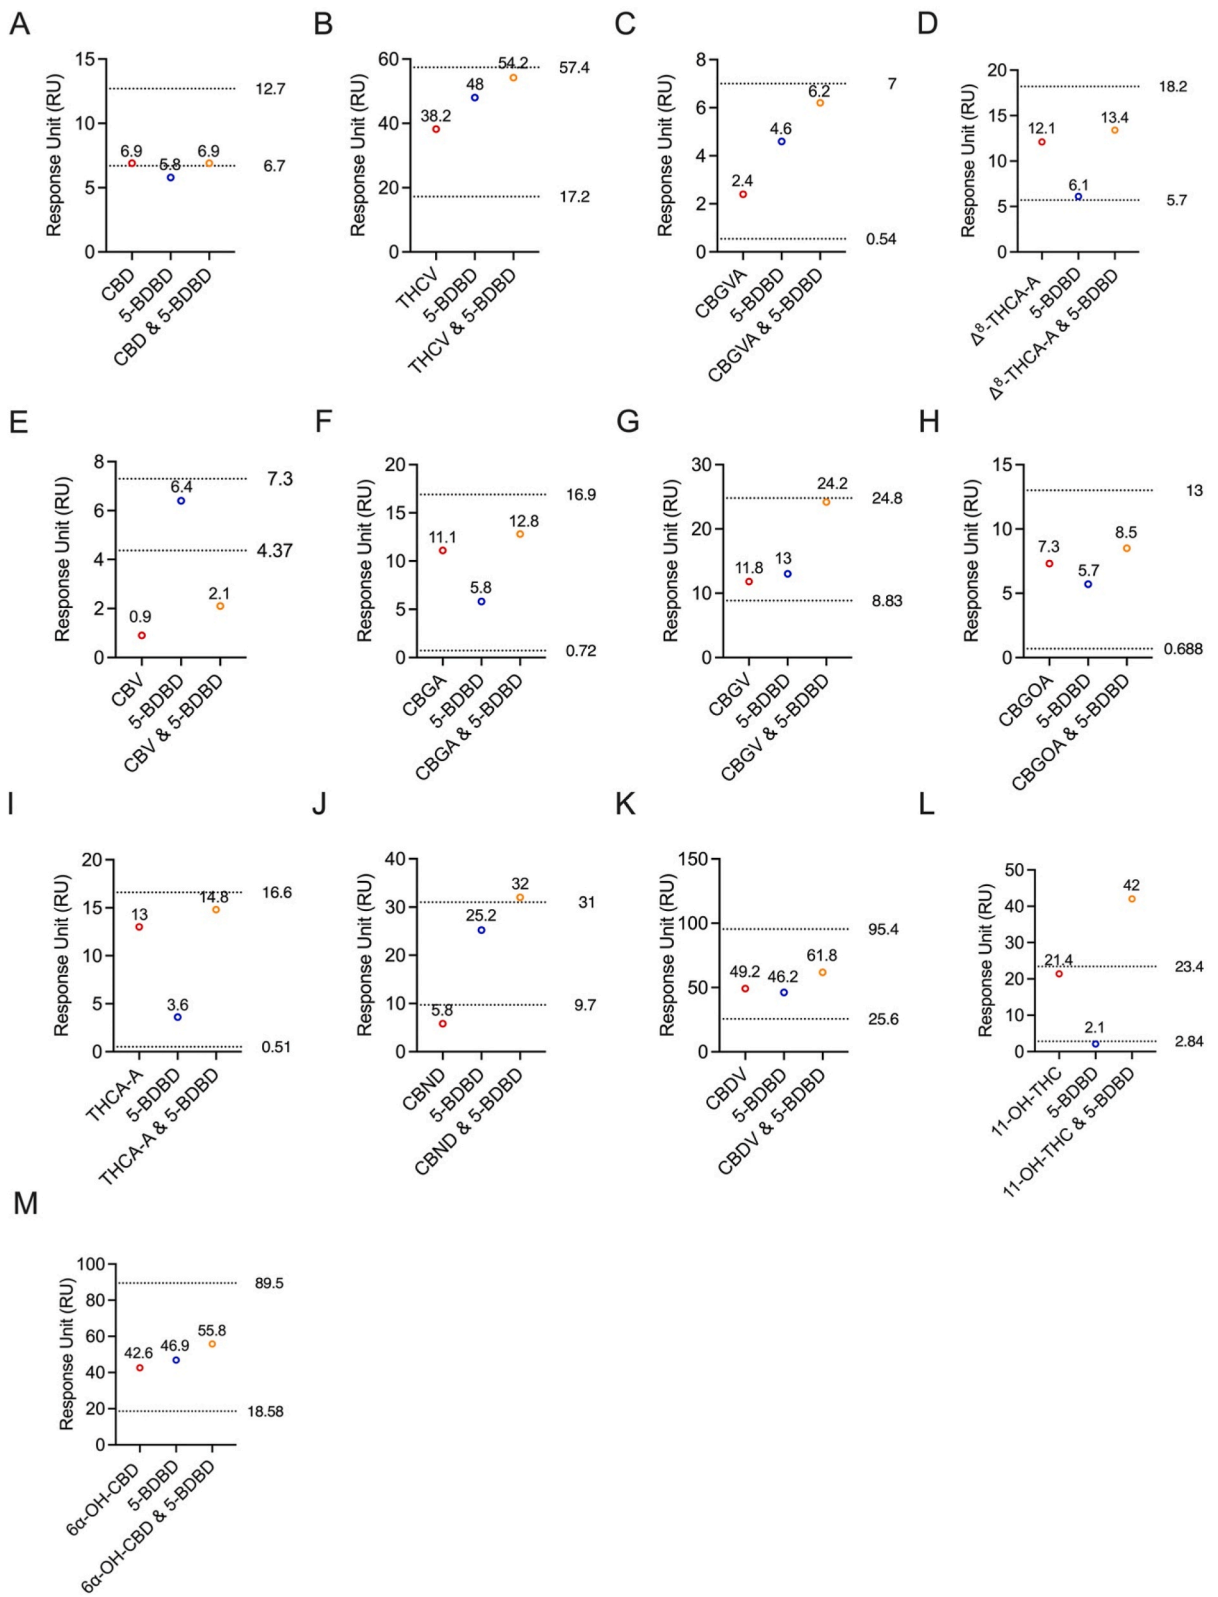 A
Response Unit (RU)
15
10
5
0
12.7
6.7
6.9
5.8
6.9
CBD
5-BDBD
CBD & 5-BDBD
B
Response Unit (RU)
60
40
20
0
57.4
17.2
38.2
48
54.2
THCV
5-BDBD
THCV & 5-BDBD
C
Response Unit (RU)
8
6
4
2
0
7
0.54
2.4
4.6
6.2
CBGVA
5-BDBD
CBGVA & 5-BDBD
D
Response Unit (RU)
20
15
10
5
0
18.2
5.7
12.1
6.1
13.4
Δ⁸-THCA-A
5-BDBD
Δ⁸-THCA-A & 5-BDBD
E
Response Unit (RU)
8
6
4
2
0
7.3
4.37
0.9
6.4
2.1
CBV
5-BDBD
CBV & 5-BDBD
F
Response Unit (RU)
20
15
10
5
0
16.9
0.72
11.1
5.8
12.8
CBGA
5-BDBD
CBGA & 5-BDBD
G
Response Unit (RU)
30
20
10
0
24.8
8.83
11.8
13
24.2
CBGV
5-BDBD
CBGV & 5-BDBD
H
Response Unit (RU)
15
10
5
0
13
0.688
7.3
5.7
8.5
CBGOA
5-BDBD
CBGOA & 5-BDBD
I
Response Unit (RU)
20
15
10
5
0
16.6
0.51
13
3.6
14.8
THCA-A
5-BDBD
THCA-A & 5-BDBD
J
Response Unit (RU)
40
30
20
10
0
31
9.7
5.8
25.2
32
CBND
5-BDBD
CBND & 5-BDBD
K
Response Unit (RU)
150
100
50
0
95.4
25.6
49.2
46.2
61.8
CBDV
5-BDBD
CBDV & 5-BDBD
L
Response Unit (RU)
50
40
30
20
10
0
23.4
2.84
21.4
2.1
42
11-OH-THC
5-BDBD
11-OH-THC & 5-BDBD
M
Response Unit (RU)
100
80
60
40
20
0
89.5
18.58
42.6
46.9
55.8
6α-OH-CBD
5-BDBD
6α-OH-CBD & 5-BDBD